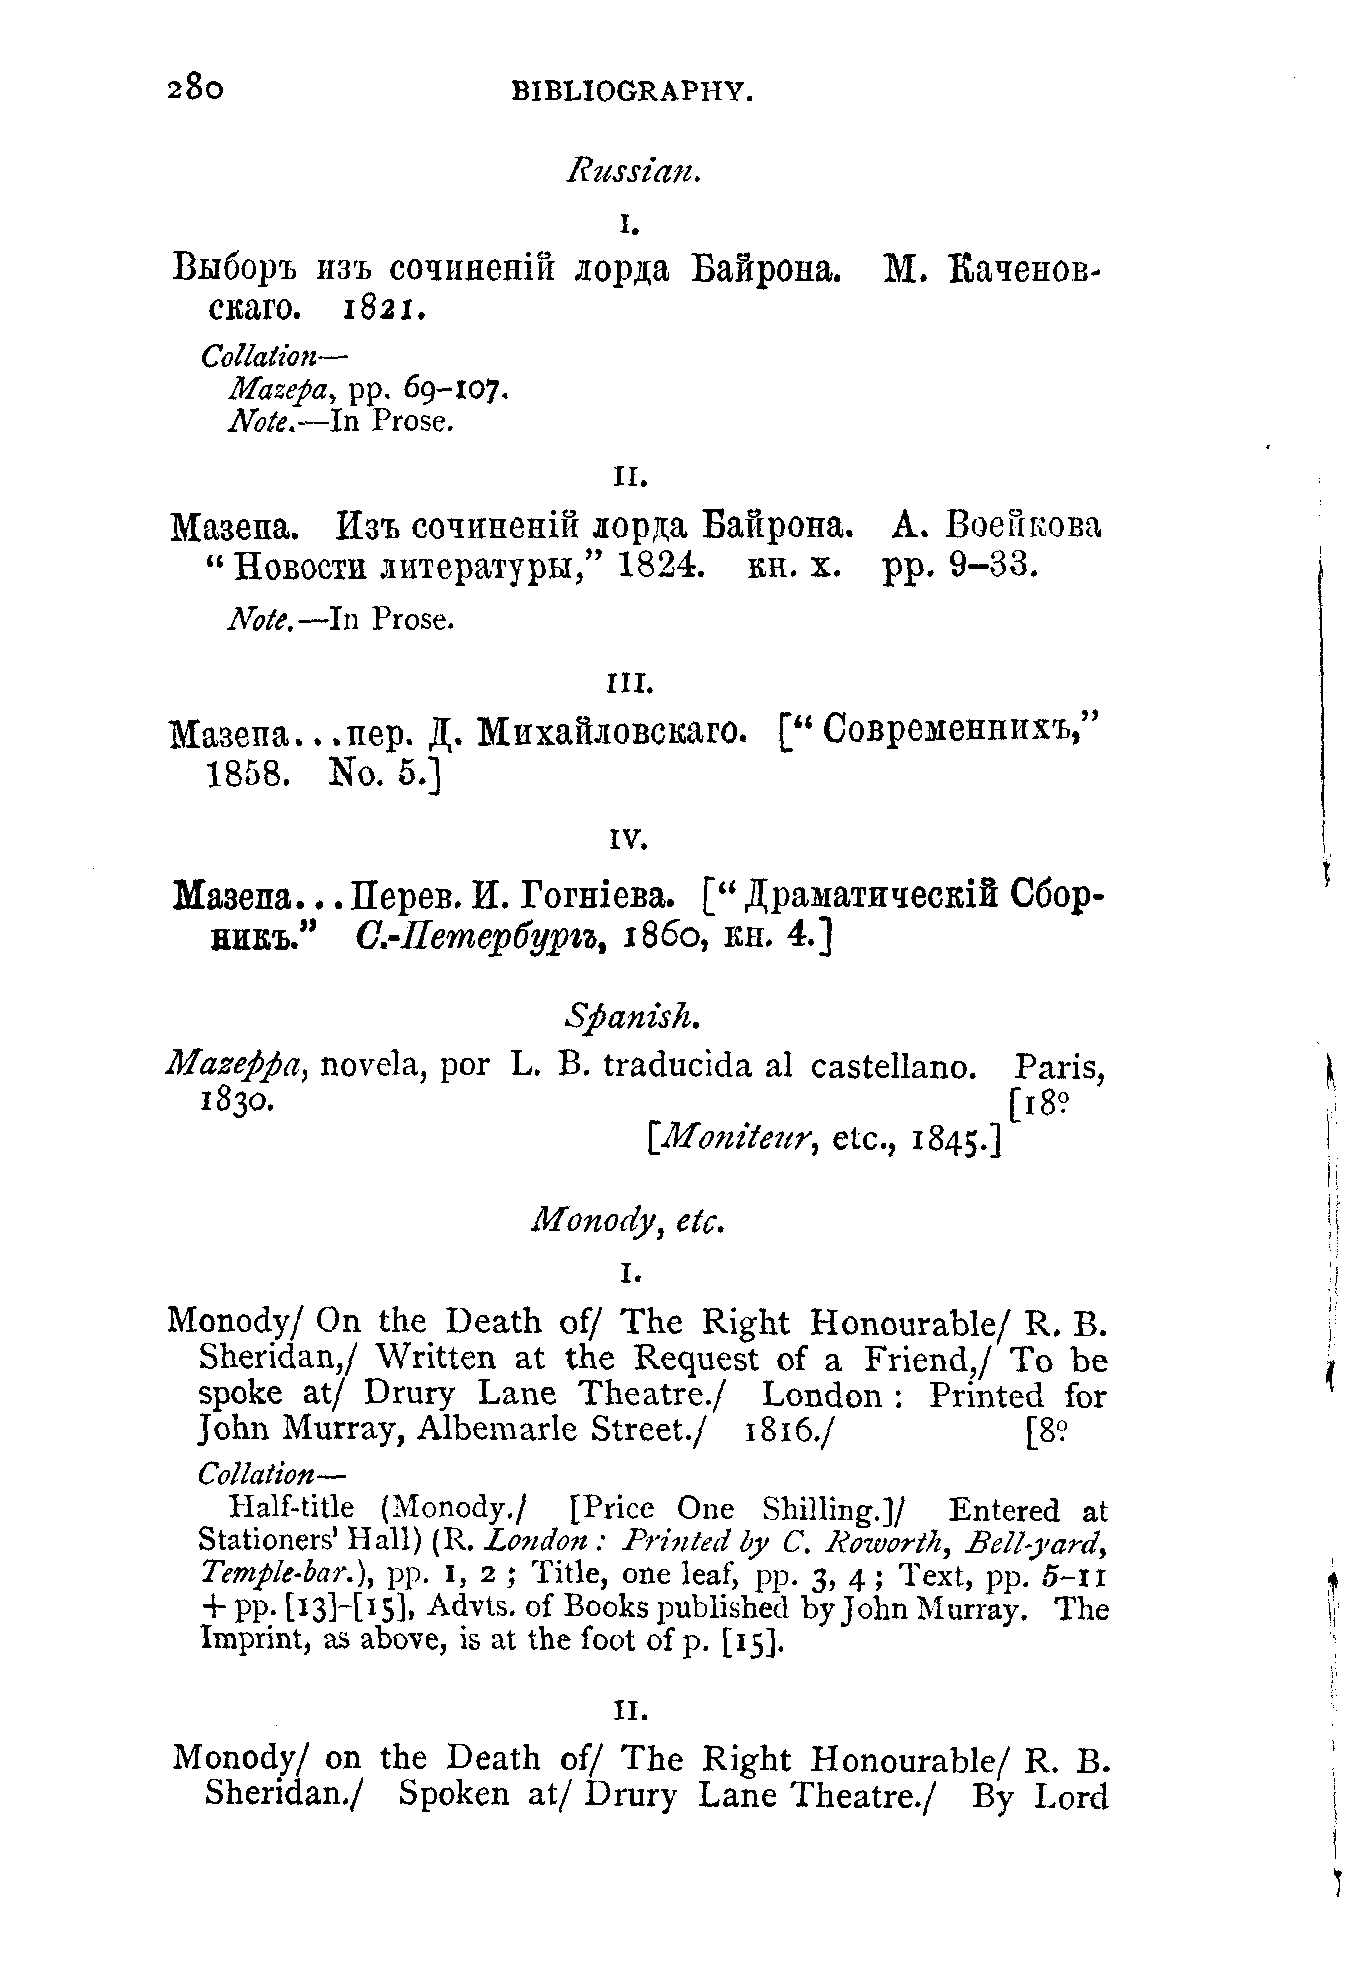 280 BIBLIOGRAPHY.
Russian.
I.
Выборъ изъ сочиненій лорда Байрона. М. Каченов-
скаго. 1821.
Collation—
Mazepa, pp. 69–107.
Note.—In Prose.
II.
Мазепа. Изъ сочиненій лорда Байрона. А. Воейкова
“ Новости литературы,” 1824. кн. х. pp. 9–33.
Note.—In Prose.
III.
Мазепа...пер. Д. Михайловскаго. [“ Современнихъ,”
1858. No. 5.]
IV.
Мазепа...Перев. И. Гогніева. [“ Драматическій Сбор-
никъ.” С.-Петербургъ, 1860, кн. 4.]
Spanish.
Mazeppa, novela, por L. B. traducida al castellano. Paris,
1830. [18º
[Moniteur, etc., 1845.]
Monody, etc.
I.
Monody/ On the Death of/ The Right Honourable/ R. B.
Sheridan,/ Written at the Request of a Friend,/ To be
spoke at/ Drury Lane Theatre./ London : Printed for
John Murray, Albemarle Street./ 1816./ [8º
Collation—
Half-title (Monody./ [Price One Shilling.]/ Entered at
Stationers’ Hall) (R. London : Printed by C. Roworth, Bell-yard,
Temple-bar.), pp. 1, 2 ; Title, one leaf, pp. 3, 4 ; Text, pp. 5–11
+ pp. [13]–[15], Advts. of Books published by John Murray. The
Imprint, as above, is at the foot of p. [15].
II.
Monody/ on the Death of/ The Right Honourable/ R. B.
Sheridan./ Spoken at/ Drury Lane Theatre./ By Lord